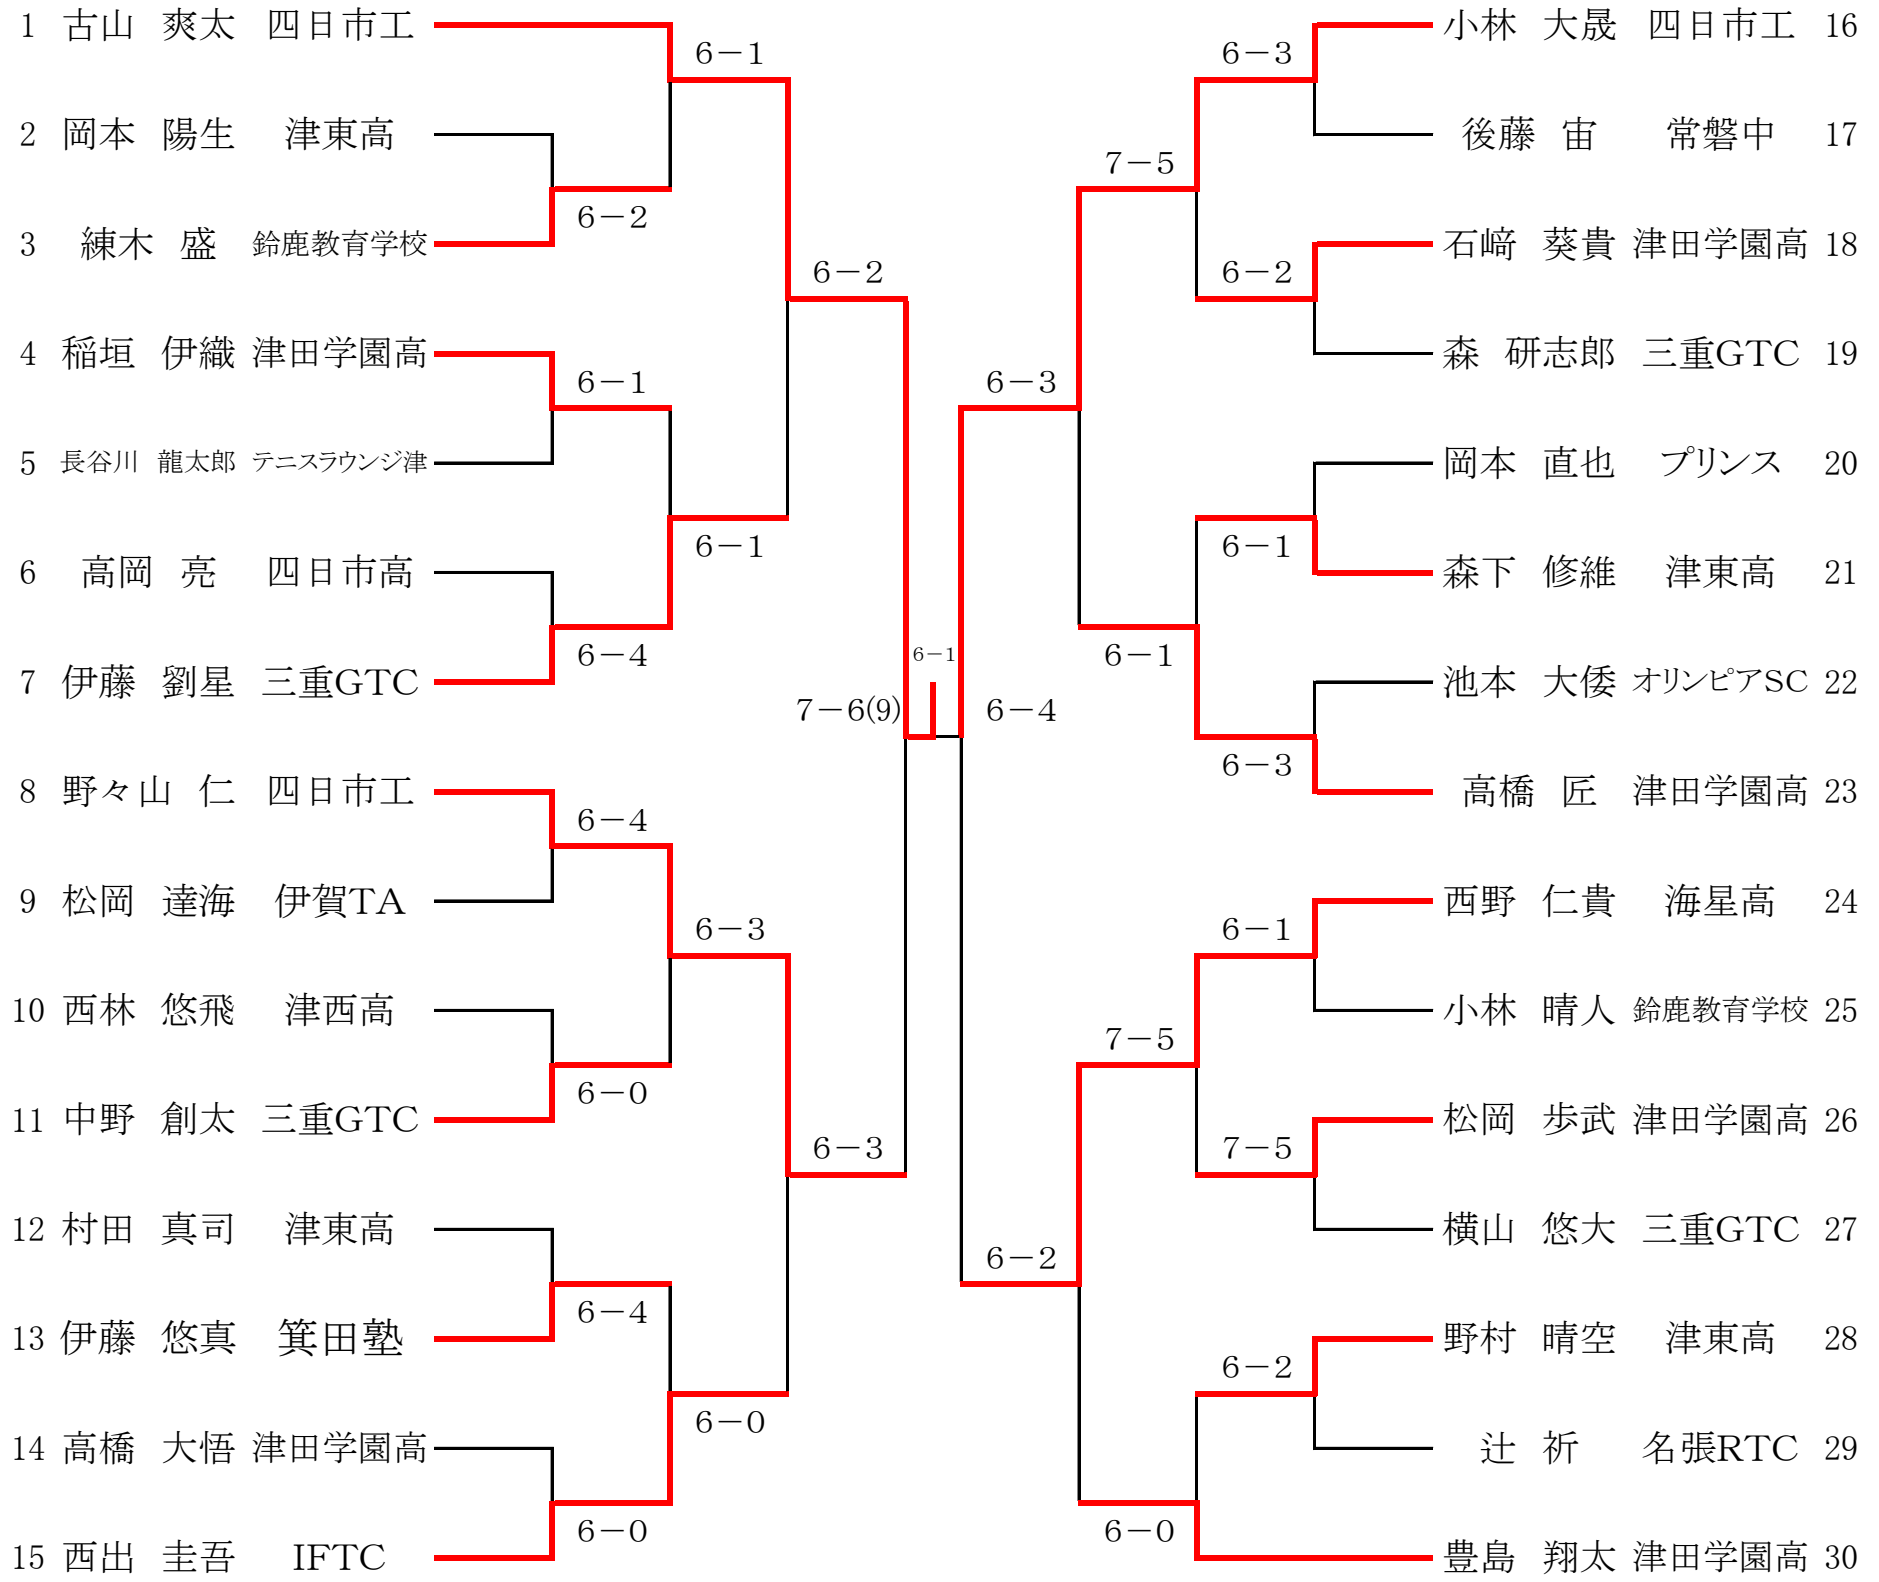 1 古山 爽太 四日市工
2 岡本 陽生 津東高
3 練木 盛 鈴鹿教育学校
4 稲垣 伊織 津田学園高
5 長谷川 龍太郎 テニスラウンジ津
6 高岡 亮 四日市高
7 伊藤 劉星 三重GTC
8 野々山 仁 四日市工
9 松岡 達海 伊賀TA
10 西林 悠飛 津西高
11 中野 創太 三重GTC
12 村田 真司 津東高
13 伊藤 悠真 箕田塾
14 高橋 大悟 津田学園高
15 西出 圭吾 IFTC
6-2
6-1
6-4
6-4
6-0
6-4
6-0
6-1
6-1
6-3
6-0
6-2
6-3
7-6(9)
6-1
6-4
6-3
6-2
7-5
6-1
7-5
6-0
6-3
6-2
6-1
6-3
6-1
7-5
6-2
小林 大晟 四日市工 16
後藤 宙 常磐中 17
石﨑 葵貴 津田学園高 18
森 研志郎 三重GTC 19
岡本 直也 プリンス 20
森下 修維 津東高 21
池本 大倭 オリンピアSC 22
高橋 匠 津田学園高 23
西野 仁貴 海星高 24
小林 晴人 鈴鹿教育学校 25
松岡 歩武 津田学園高 26
横山 悠大 三重GTC 27
野村 晴空 津東高 28
辻 祈 名張RTC 29
豊島 翔太 津田学園高 30